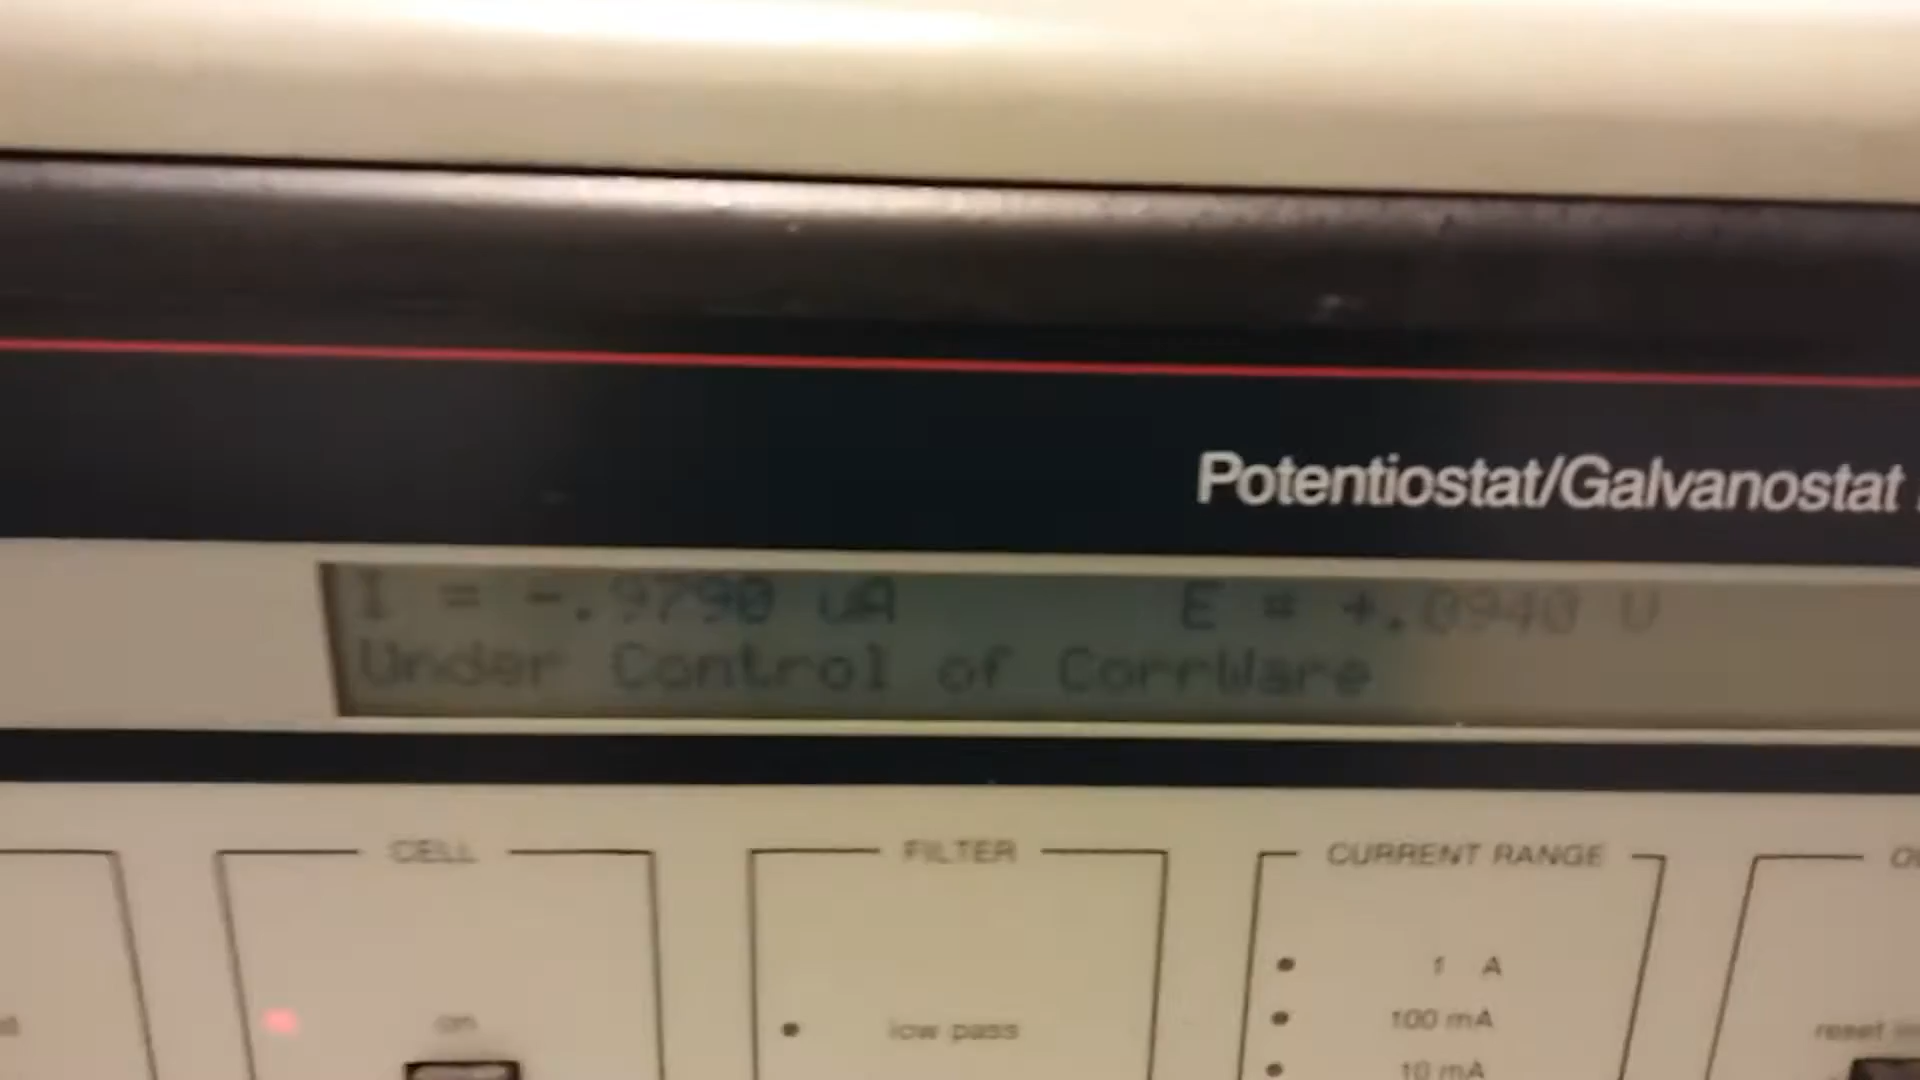 Potentiostat/Galvanostat
I = -.9790 uA E = +.0940 V
Under Control of CorrWare
CELL
FILTER
CURRENT RANGE
1 A
on
low pass
100 mA
reset
10 mA